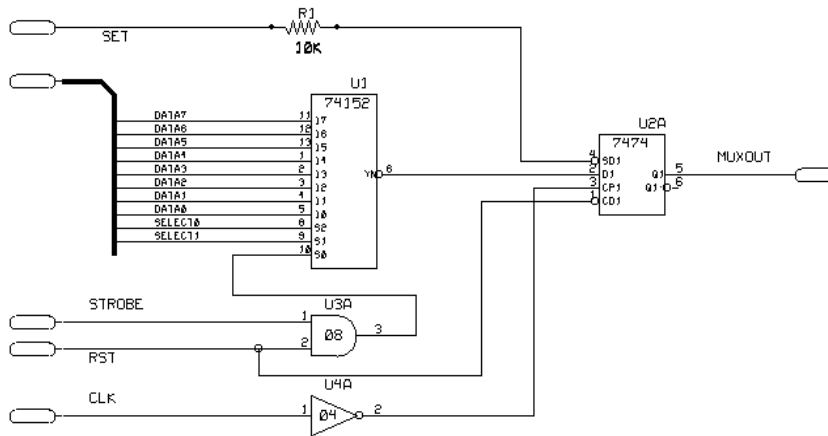 R1
SET
10K
U1
74152
DATA7 11 I7
DATA6 12 I6
DATA5 13 I5
DATA4 1 I4
DATA3 2 I3
DATA2 3 I2
DATA1 4 I1
DATA0 5 I0
SELECT0 8 S2
SELECT1 9 S1
10 S0
YN 6
U2A
7474
4 SD1
2 D1
3 CP1
1 CD1
Q1 5
Q1 6
MUXOUT
STROBE
U3A
1
2
08
3
RST
U4A
CLK
1
04
2